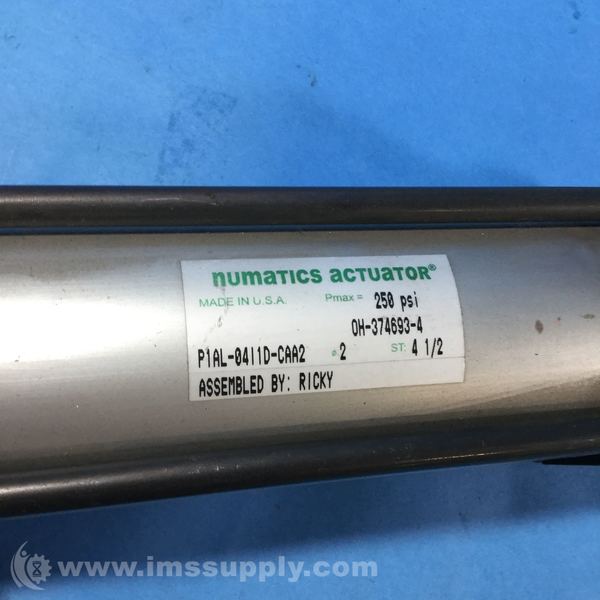 numatics actuator®
MADE IN U.S.A. Pmax = 250 psi
OH-374693-4
P1AL-04I1D-CAA2 ⌀ 2 ST: 4 1/2
ASSEMBLED BY: RICKY
www.imssupply.com